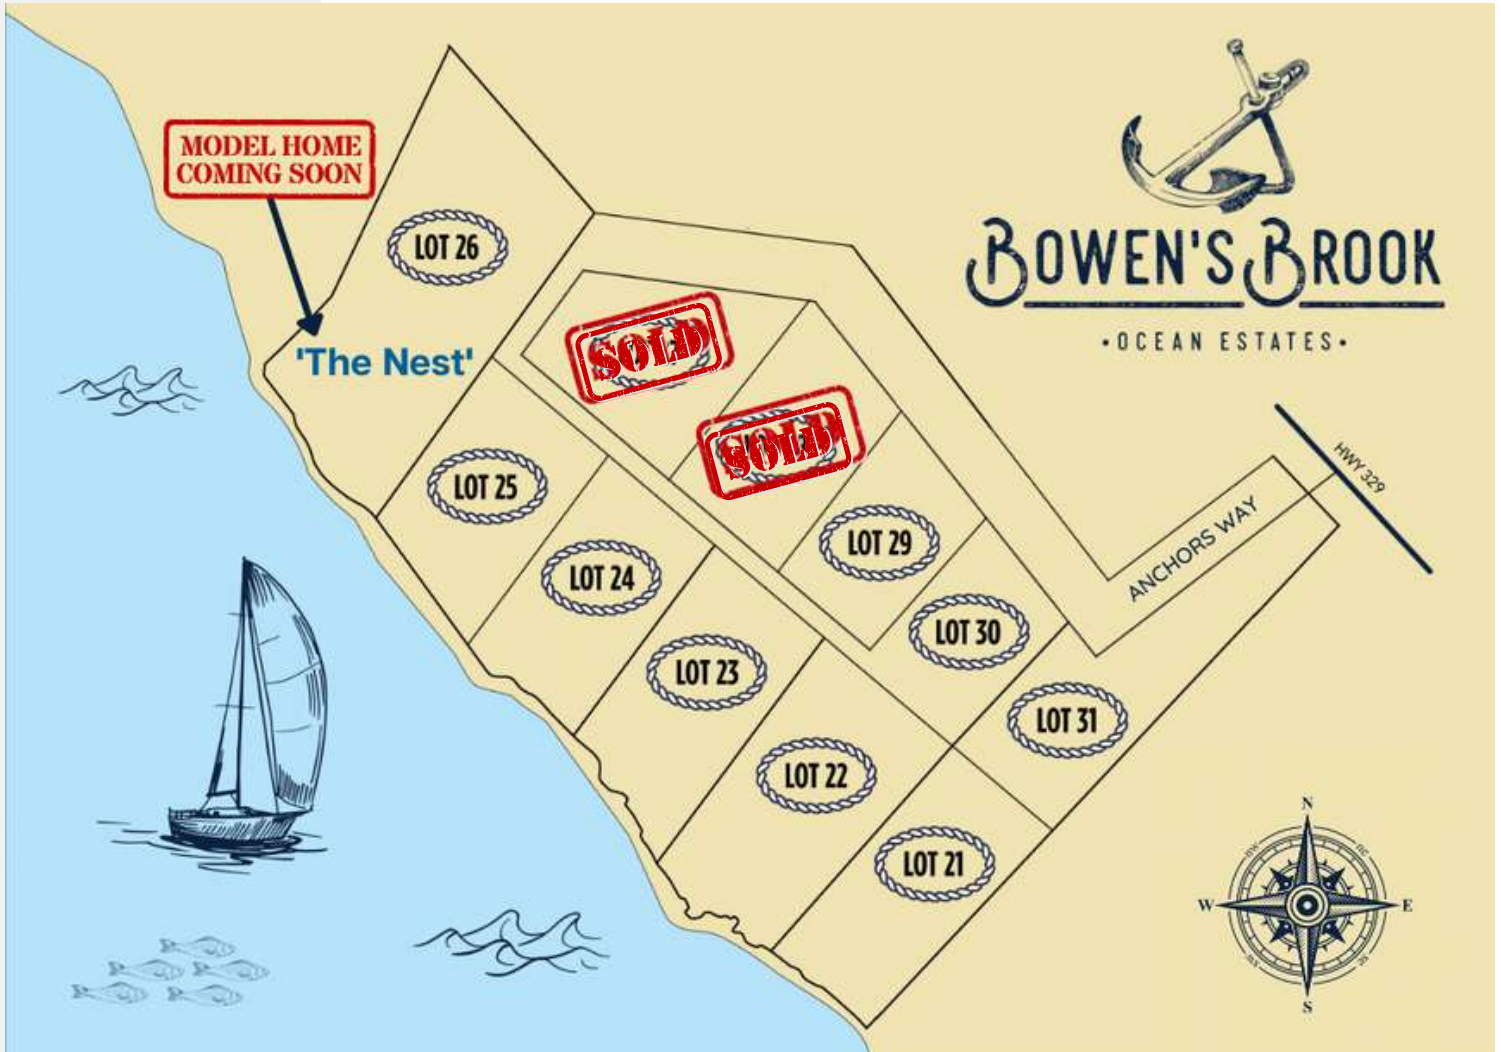 BOWEN'S BROOK
•OCEAN ESTATES•
MODEL HOME
COMING SOON
'The Nest'
LOT 26
SOLD
SOLD
LOT 25
LOT 24
LOT 29
LOT 30
LOT 23
LOT 31
LOT 22
LOT 21
ANCHORS WAY
HWY 329
N
W
E
S